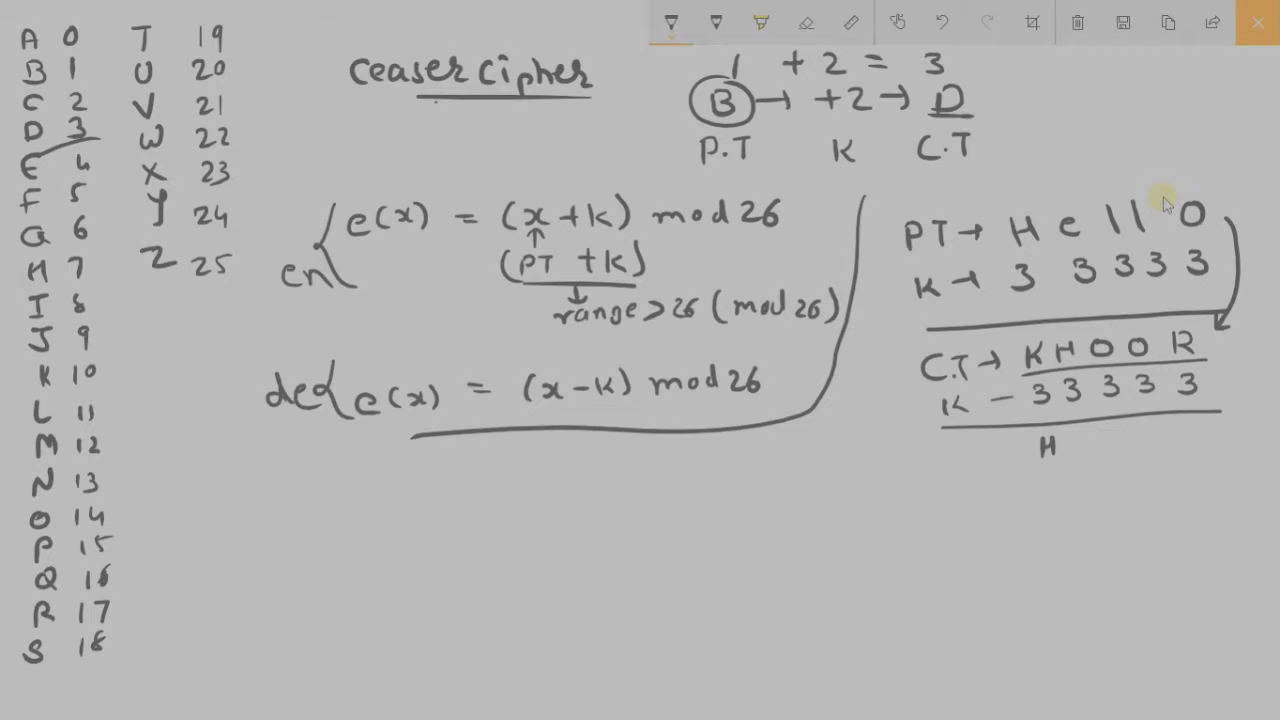 A 0 T 19
B 1 U 20
C 2 V 21
D 3 W 22
E 4 X 23
F 5 Y 24
G 6 Z 25
H 7
I 8
J 9
K 10
L 11
M 12
N 13
O 14
P 15
Q 16
R 17
S 18
Ceaser Cipher
1 + 2 = 3
B → +2 → D
P.T K C.T
en { e(x) = (x + k) mod 26
(PT + K)
range > 26 (mod 26)
dec { e(x) = (x - k) mod 26
PT → H e l l O
K → 3 3 3 3 3
C.T → K H O O R
K - 3 3 3 3 3
H